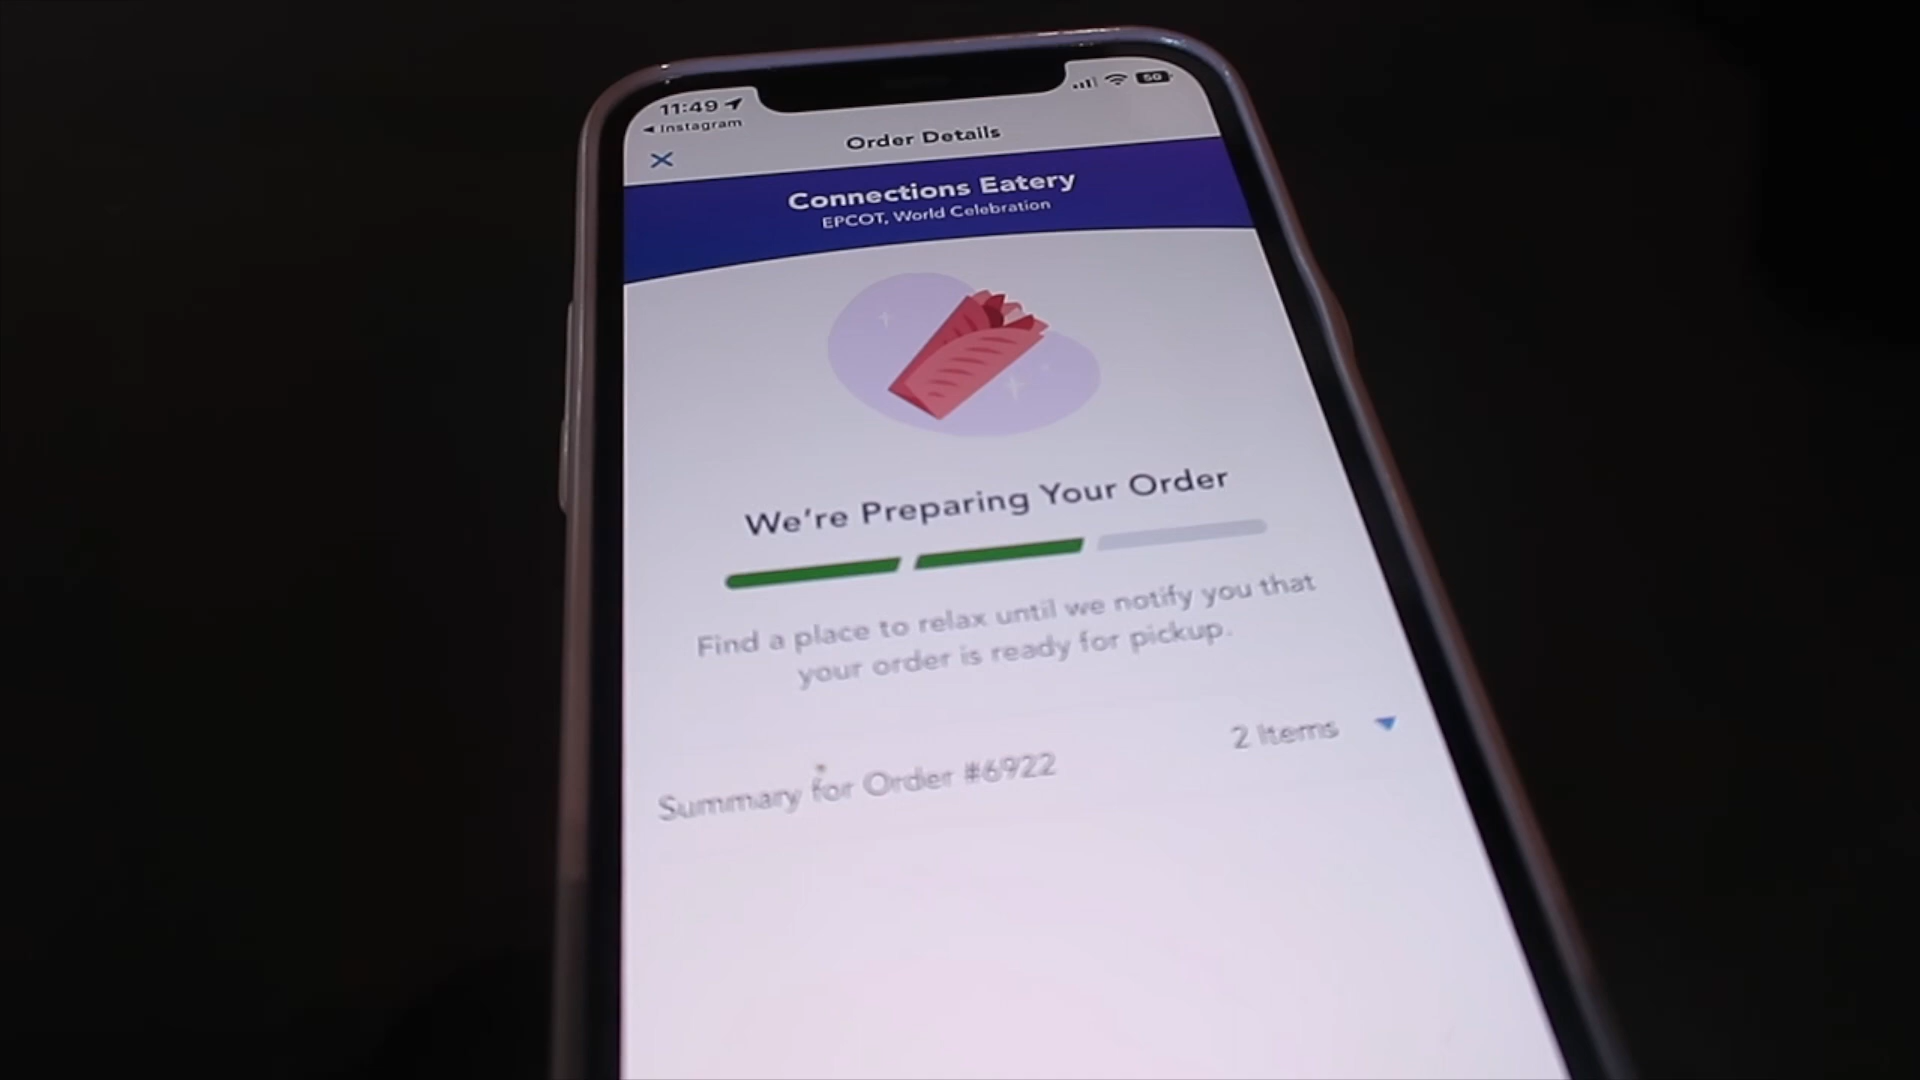 11:49
50
◀ Instagram
Order Details
Connections Eatery
EPCOT, World Celebration
We're Preparing Your Order
Find a place to relax until we notify you that
your order is ready for pickup.
Summary for Order #6922
2 Items